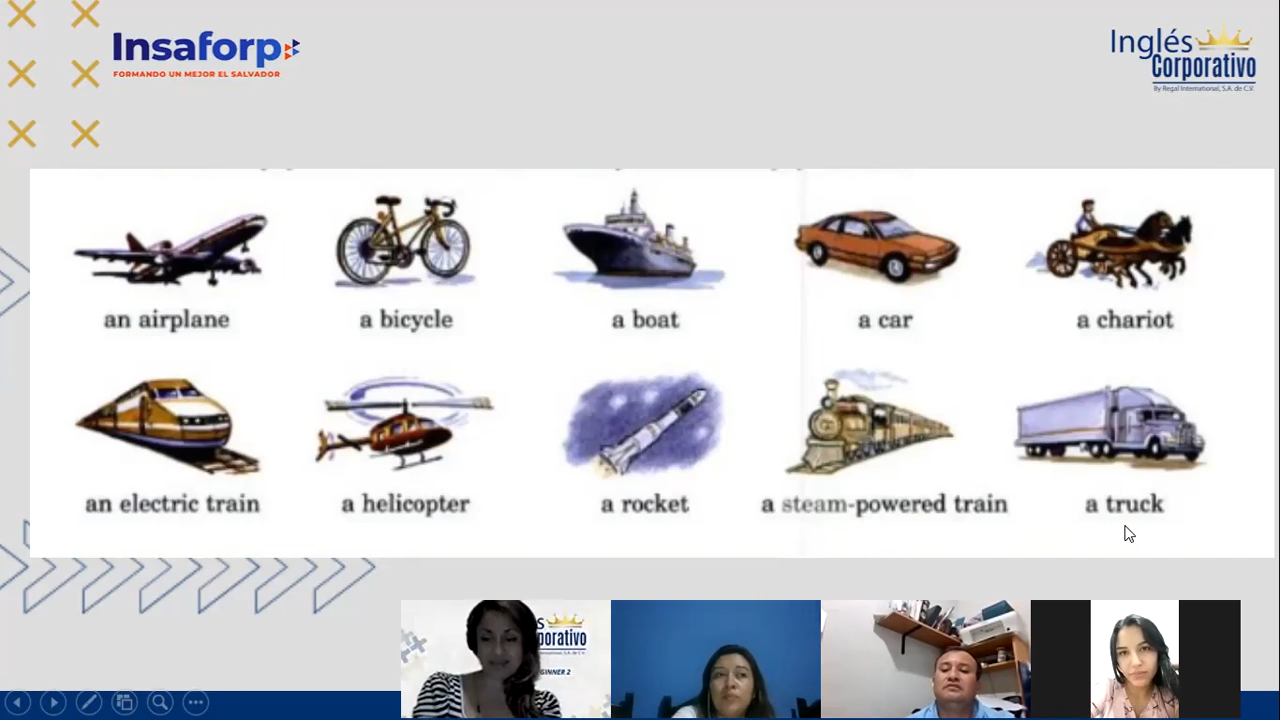 Insaforp
FORMANDO UN MEJOR EL SALVADOR
Inglés
Corporativo
By Regal International, S.A. de C.V.
an airplane
a bicycle
a boat
a car
a chariot
an electric train
a helicopter
a rocket
a steam-powered train
a truck